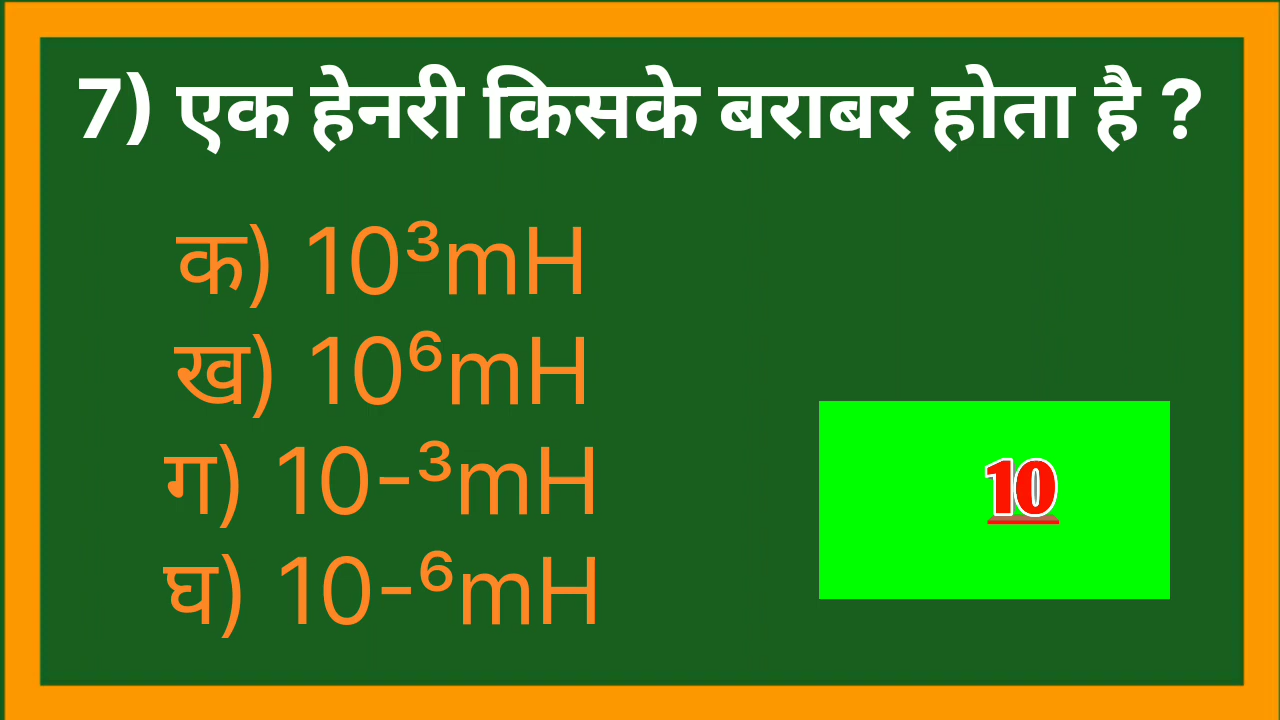 7) एक हेनरी किसके बराबर होता है ?
क) 10³mH
ख) 10⁶mH
ग) 10-³mH
घ) 10-⁶mH
10